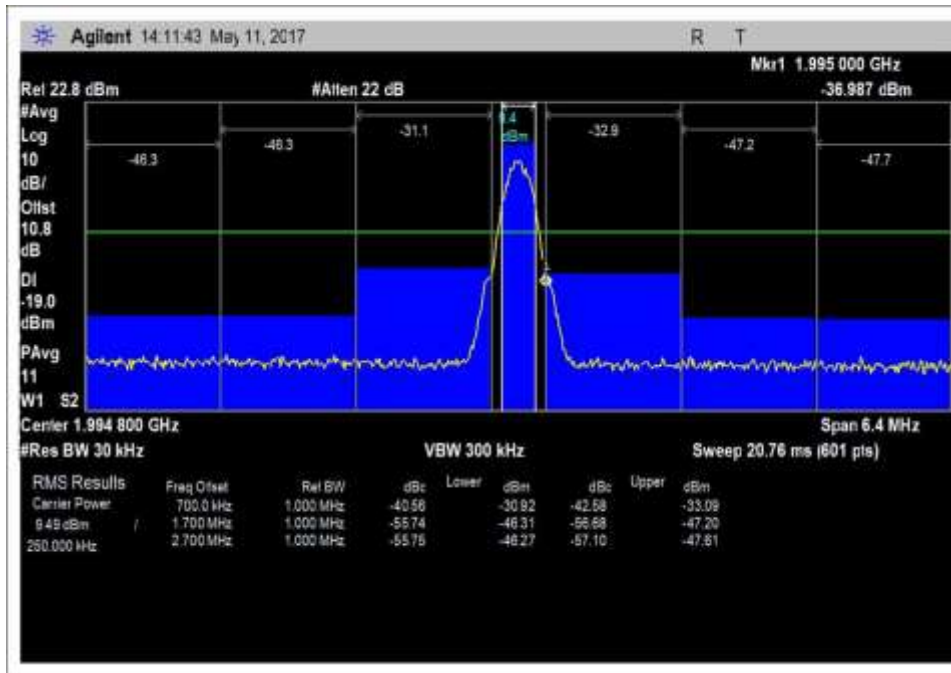 Agilent 14:11:43 May 11, 2017 R T
Mkr1 1.995 000 GHz
Ref 22.8 dBm #Atten 22 dB -36.987 dBm
#Avg
Log
10
dB/
Offst
10.8
dB
DI
-19.0
dBm
PAvg
11
W1 S2
-46.3 -46.3 -31.1 dBm -32.9 -47.2 -47.7
1
Center 1.994 800 GHz Span 6.4 MHz
#Res BW 30 kHz VBW 300 kHz Sweep 20.76 ms (601 pts)
RMS Results Freq Offset Ref BW dBc Lower dBm dBc Upper dBm
Carrier Power 700.0 kHz 1.000 MHz -40.56 -30.92 -42.58 -33.09
9.49 dBm / 1.700 MHz 1.000 MHz -55.74 -46.31 -56.68 -47.20
260.000 kHz 2.700 MHz 1.000 MHz -55.75 -46.27 -57.10 -47.61